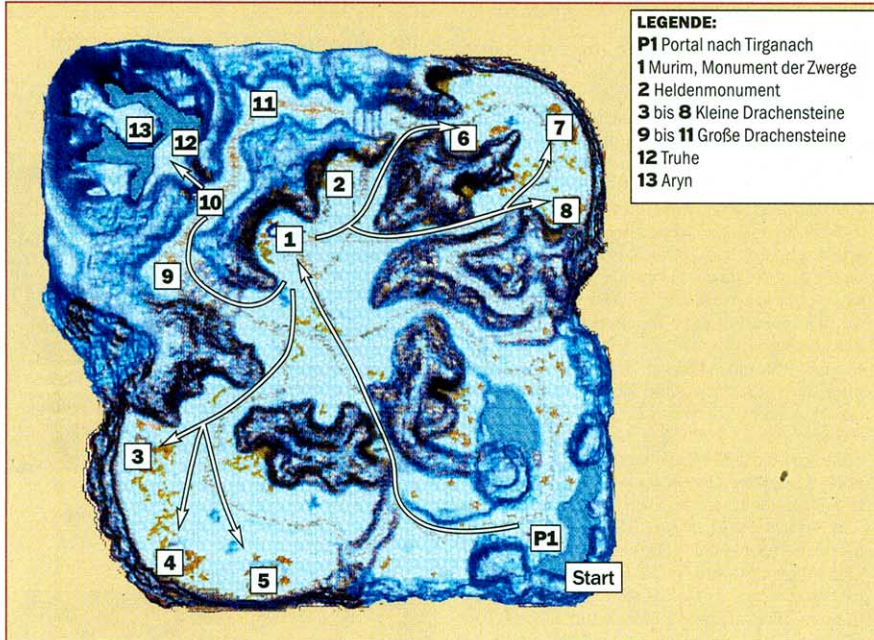 LEGENDE:
P1 Portal nach Tirganach
1 Murim, Monument der Zwerge
2 Heldenmonument
3 bis 8 Kleine Drachensteine
9 bis 11 Große Drachensteine
12 Truhe
13 Aryn
11
13
12
6
7
2
10
8
1
9
3
P1
4
5
Start